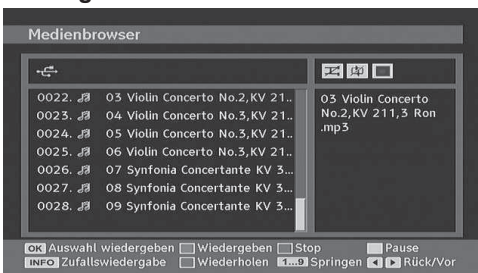 Medienbrowser
0022. 03 Violin Concerto No.2,KV 21..
0023. 04 Violin Concerto No.3,KV 21..
0024. 05 Violin Concerto No.3,KV 21..
0025. 06 Violin Concerto No.3,KV 21..
0026. 07 Synfonia Concertante KV 3...
0027. 08 Synfonia Concertante KV 3...
0028. 09 Synfonia Concertante KV 3...
03 Violin Concerto
No.2,KV 211,3 Ron
.mp3
OK Auswahl wiedergeben Wiedergeben Stop Pause
INFO Zufallswiedergabe Wiederholen 1...9 Springen Rück/Vor